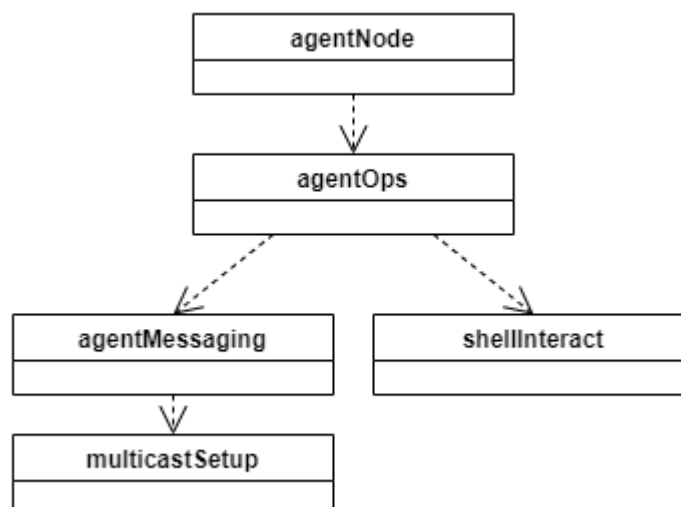 agentNode
agentOps
agentMessaging
shellInteract
multicastSetup